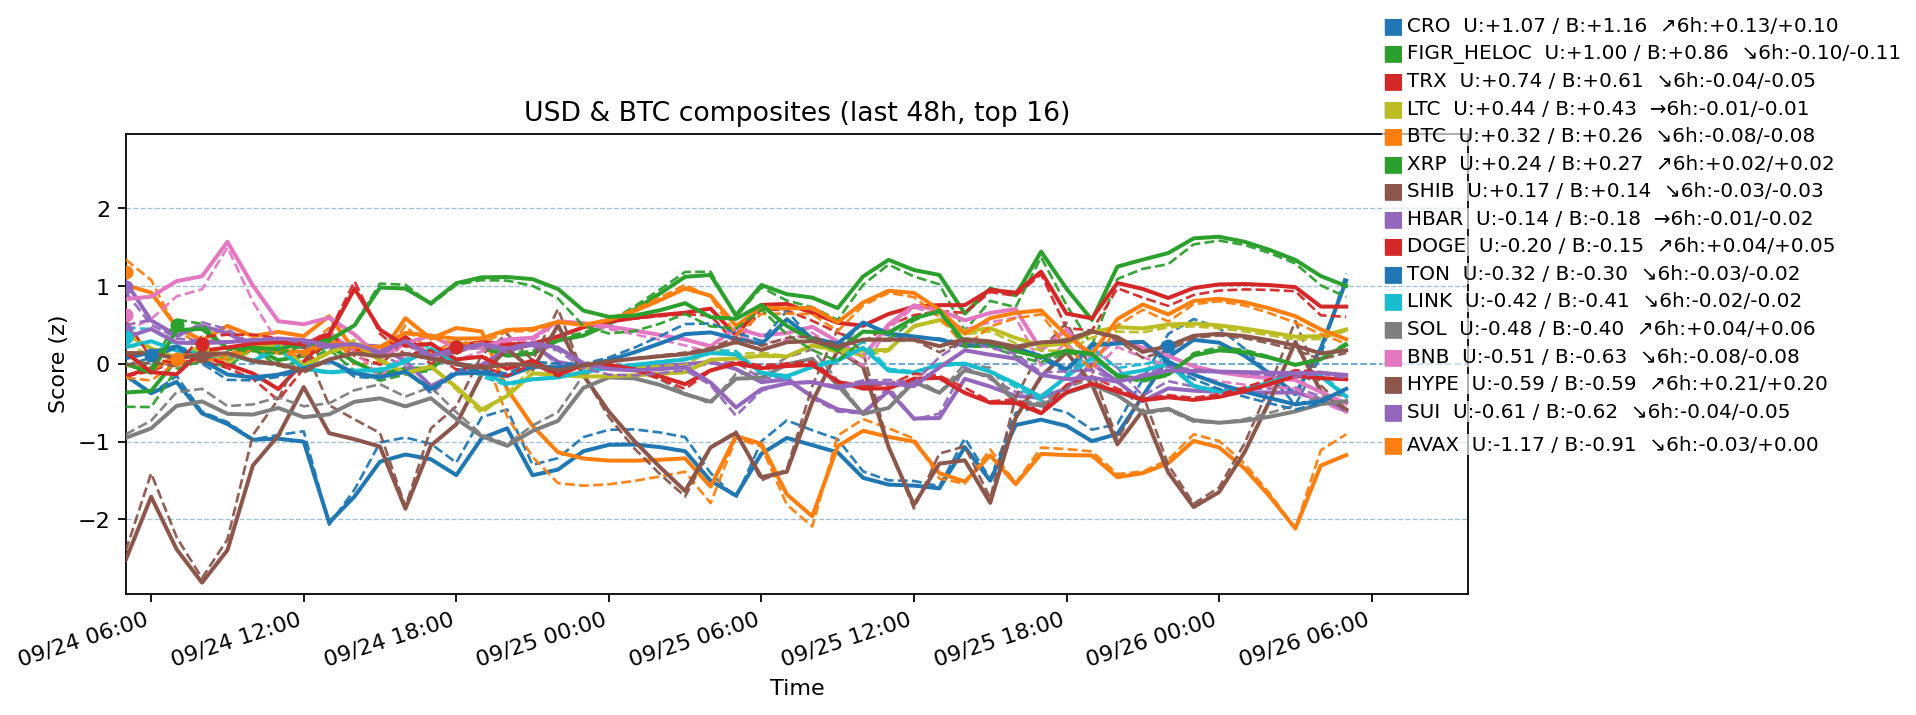 CRO U:+1.07 / B:+1.16 ↗6h:+0.13/+0.10
FIGR_HELOC U:+1.00 / B:+0.86 ↘6h:-0.10/-0.11
TRX U:+0.74 / B:+0.61 ↘6h:-0.04/-0.05
LTC U:+0.44 / B:+0.43 →6h:-0.01/-0.01
BTC U:+0.32 / B:+0.26 ↘6h:-0.08/-0.08
XRP U:+0.24 / B:+0.27 ↗6h:+0.02/+0.02
SHIB U:+0.17 / B:+0.14 ↘6h:-0.03/-0.03
HBAR U:-0.14 / B:-0.18 →6h:-0.01/-0.02
DOGE U:-0.20 / B:-0.15 ↗6h:+0.04/+0.05
TON U:-0.32 / B:-0.30 ↘6h:-0.03/-0.02
LINK U:-0.42 / B:-0.41 ↘6h:-0.02/-0.02
SOL U:-0.48 / B:-0.40 ↗6h:+0.04/+0.06
BNB U:-0.51 / B:-0.63 ↘6h:-0.08/-0.08
HYPE U:-0.59 / B:-0.59 ↗6h:+0.21/+0.20
SUI U:-0.61 / B:-0.62 ↘6h:-0.04/-0.05
AVAX U:-1.17 / B:-0.91 ↘6h:-0.03/+0.00
USD & BTC composites (last 48h, top 16)
Score (z)
2
1
0
−1
−2
09/24 06:00
09/24 12:00
09/24 18:00
09/25 00:00
09/25 06:00
09/25 12:00
09/25 18:00
09/26 00:00
09/26 06:00
Time